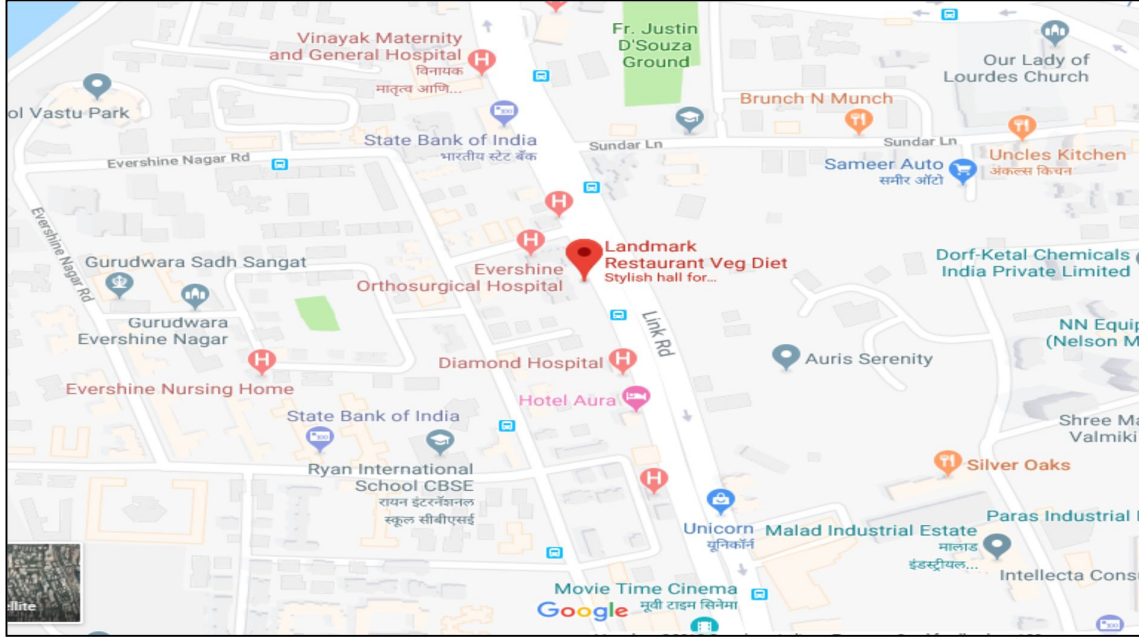 Vinayak Maternity
and General Hospital
विनायक
मातृत्व आणि...
Fr. Justin
D'Souza
Ground
Our Lady of
Lourdes Church
ol Vastu Park
Brunch N Munch
State Bank of India
भारतीय स्टेट बँक
Sundar Ln
Sundar Ln
Uncles Kitchen
अंकल्स किचन
Evershine Nagar Rd
Sameer Auto
समीर ऑटो
Evershine Nagar Rd
Landmark
Restaurant Veg Diet
Stylish hall for...
Gurudwara Sadh Sangat
Evershine
Orthosurgical Hospital
Dorf-Ketal Chemicals
India Private Limited
Gurudwara
Evershine Nagar
Link Rd
NN Equip
(Nelson M
Diamond Hospital
Auris Serenity
Evershine Nursing Home
Hotel Aura
State Bank of India
Shree Ma
Valmiki
Ryan International
School CBSE
रायन इंटरनॅशनल
स्कूल सीबीएसई
Silver Oaks
Unicorn
यूनिकॉर्न
Malad Industrial Estate
मालाड
इंडस्ट्रीयल...
Paras Industrial
Intellecta Consu
Movie Time Cinema
मूवी टाइम सिनेमा
Google
ellite